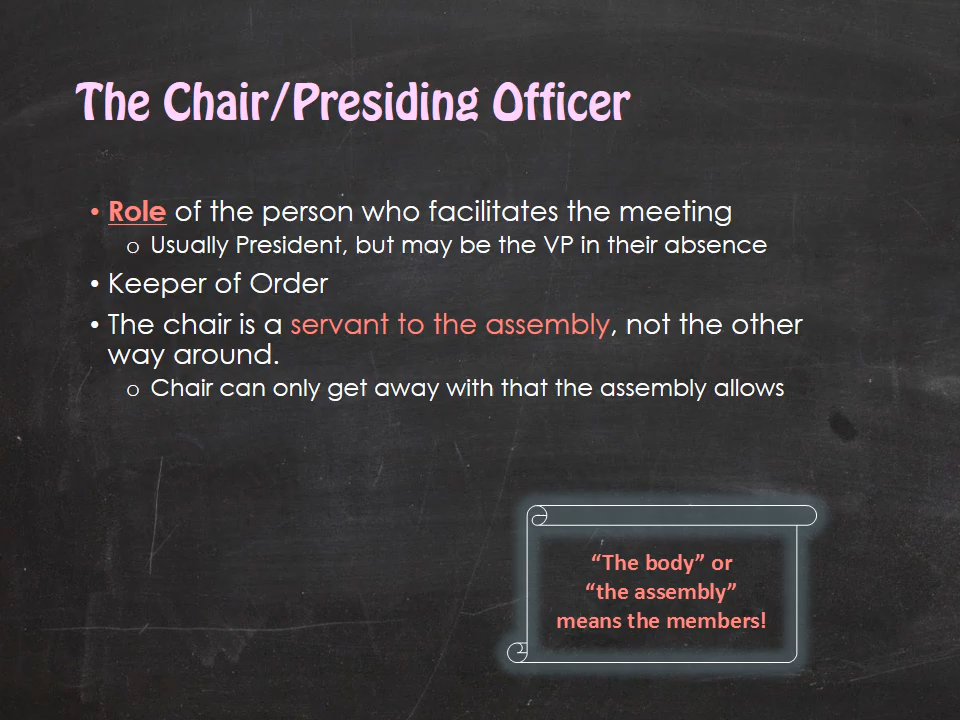 The Chair/Presiding Officer
• Role of the person who facilitates the meeting
o Usually President, but may be the VP in their absence
• Keeper of Order
• The chair is a servant to the assembly, not the other
way around.
o Chair can only get away with that the assembly allows
“The body” or
“the assembly”
means the members!